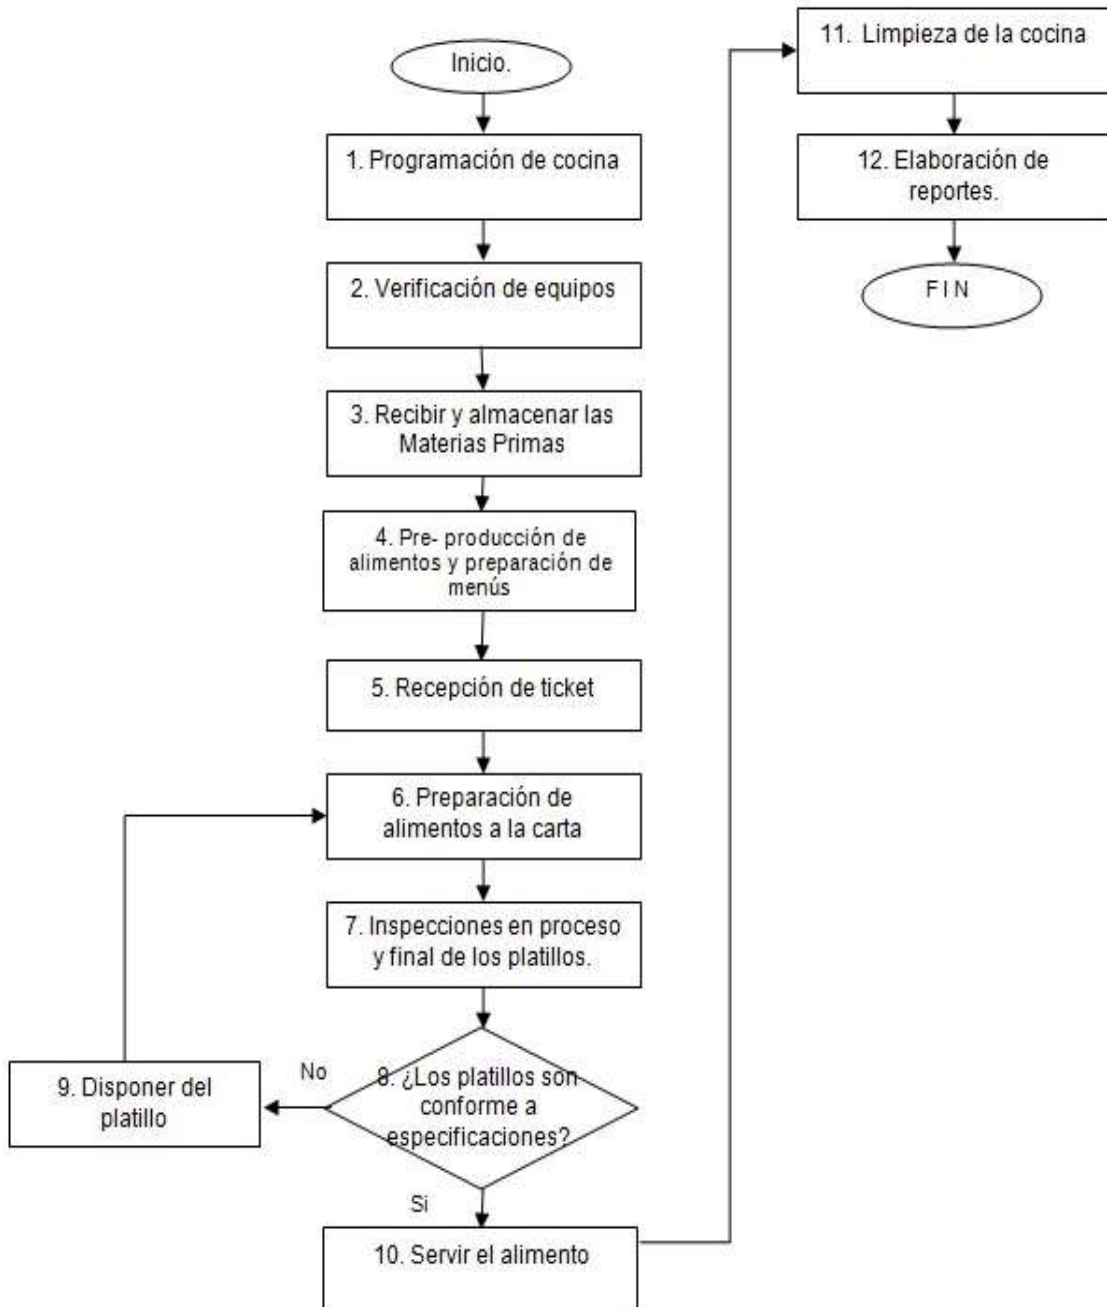 Inicio.
1. Programación de cocina
2. Verificación de equipos
3. Recibir y almacenar las
Materias Primas
4. Pre- producción de
alimentos y preparación de
menús
5. Recepción de ticket
6. Preparación de
alimentos a la carta
7. Inspecciones en proceso
y final de los platillos.
8. ¿Los platillos son
conforme a
especificaciones?
No
9. Disponer del
platillo
Si
10. Servir el alimento
11. Limpieza de la cocina
12. Elaboración de
reportes.
F I N